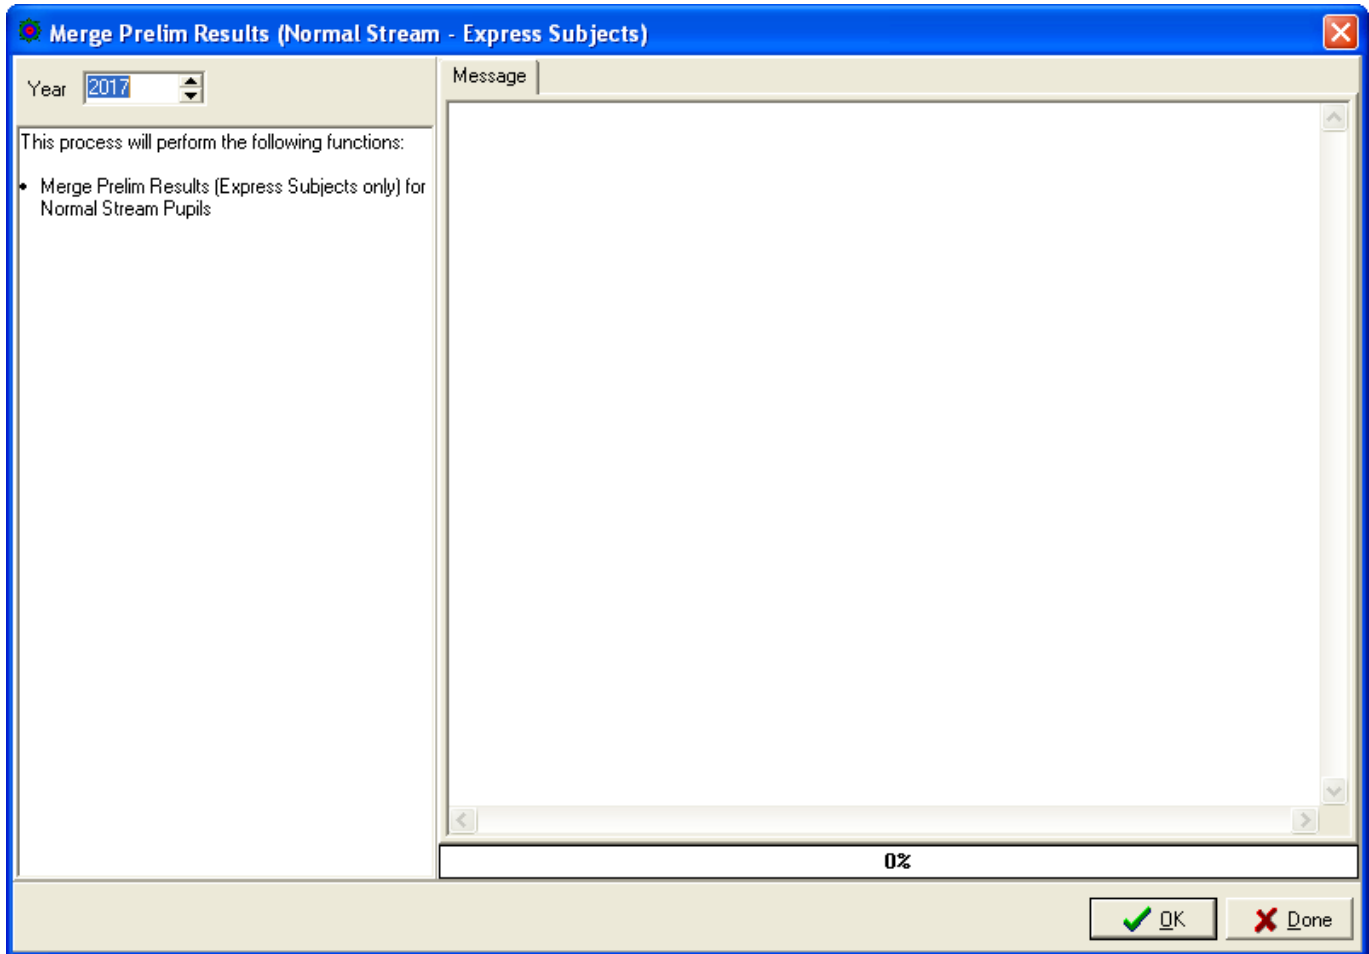 Merge Prelim Results (Normal Stream - Express Subjects)
Year 2017
This process will perform the following functions:
• Merge Prelim Results (Express Subjects only) for
Normal Stream Pupils
Message
0%
OK
Done